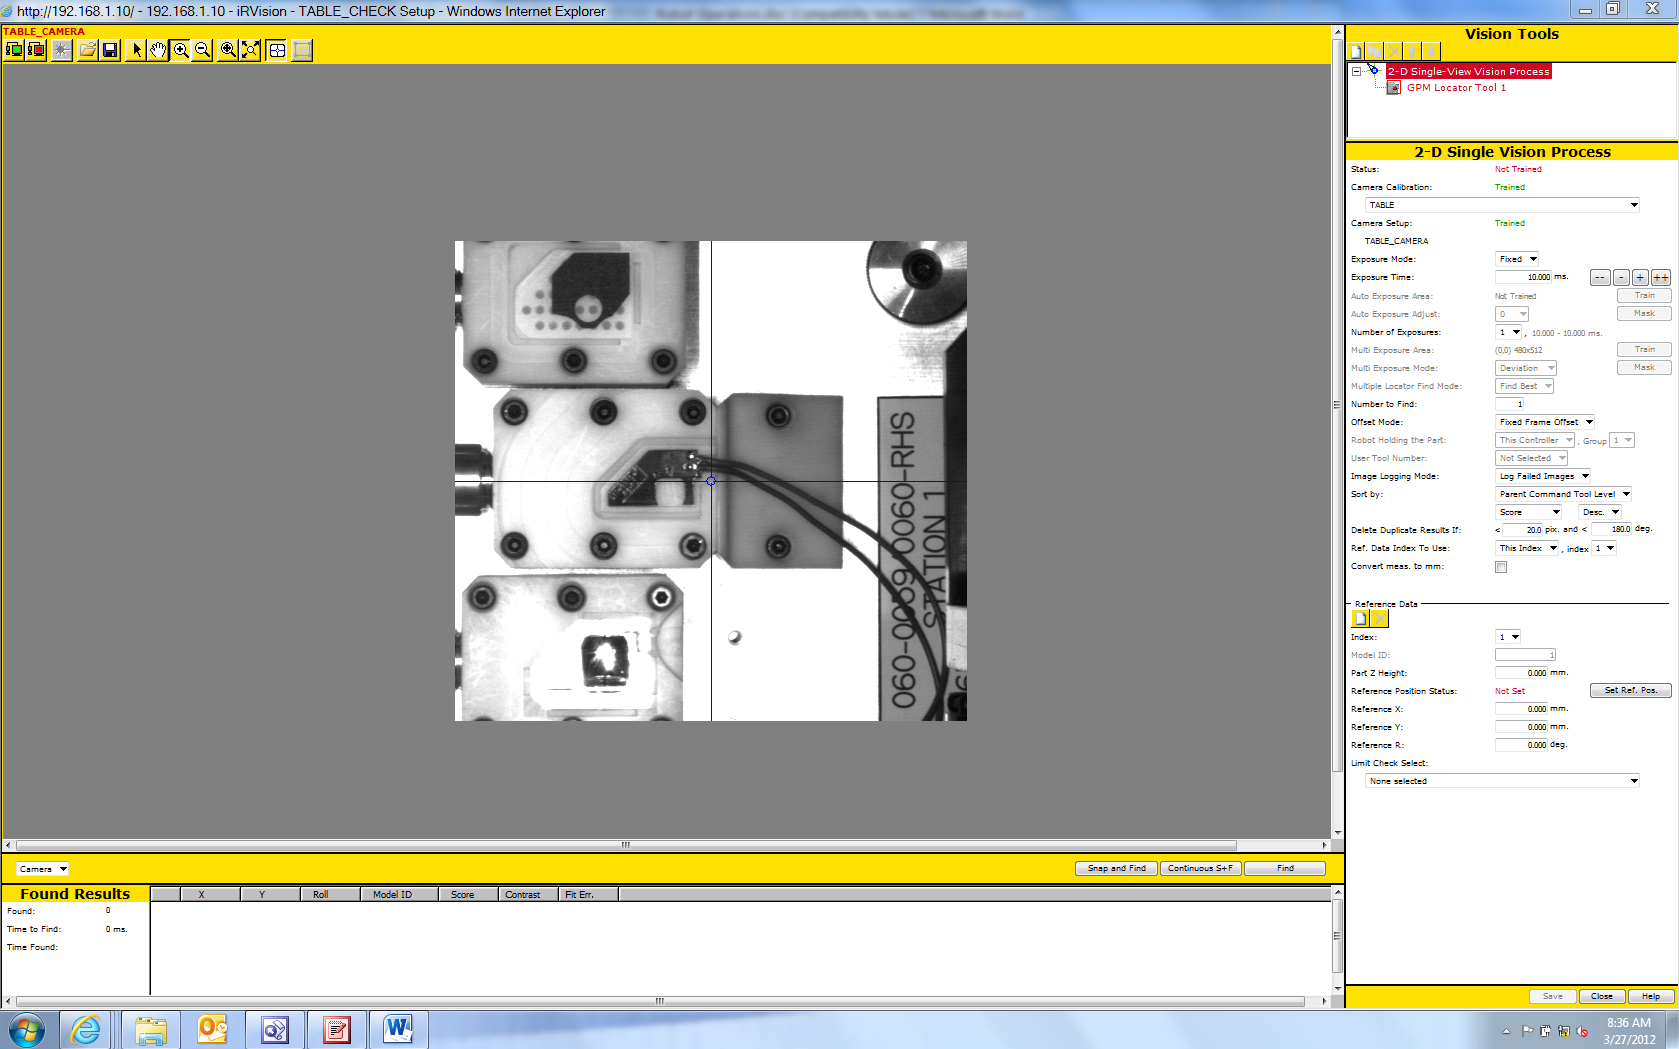 http://192.168.1.10/ - 192.168.1.10 - iRVision - TABLE_CHECK Setup - Windows Internet Explorer
TABLE_CAMERA
Vision Tools
2-D Single-View Vision Process
GPM Locator Tool 1
2-D Single Vision Process
Status: Not Trained
Camera Calibration: Trained
TABLE
Camera Setup: Trained
TABLE_CAMERA
Exposure Mode: Fixed
Exposure Time: 10.000 ms. -- - + ++
Auto Exposure Area: Not Trained Train
Auto Exposure Adjust: 0 Mask
Number of Exposures: 1 , 10.000 - 10.000 ms.
Multi Exposure Area: (0,0) 480x512 Train
Multi Exposure Mode: Deviation Mask
Multiple Locator Find Mode: Find Best
Number to Find: 1
Offset Mode: Fixed Frame Offset
Robot Holding the Part: This Controller , Group 1
User Tool Number: Not Selected
Image Logging Mode: Log Failed Images
Sort by: Parent Command Tool Level
Score Desc.
Delete Duplicate Results If: < 20.0 pix. and < 180.0 deg.
Ref. Data Index To Use: This Index , index 1
Convert meas. to mm:
Reference Data
Index: 1
Model ID: 1
Part Z Height: 0.000 mm.
Reference Position Status: Not Set Set Ref. Pos.
Reference X: 0.000 mm.
Reference Y: 0.000 mm.
Reference R: 0.000 deg.
Limit Check Select:
None selected
Save Close Help
060-0059/0060-RHS
STATION 1
Camera
Snap and Find Continuous S+F Find
Found Results
Found: 0
Time to Find: 0 ms.
Time Found:
X Y Roll Model ID Score Contrast Fit Err.
8:36 AM
3/27/2012